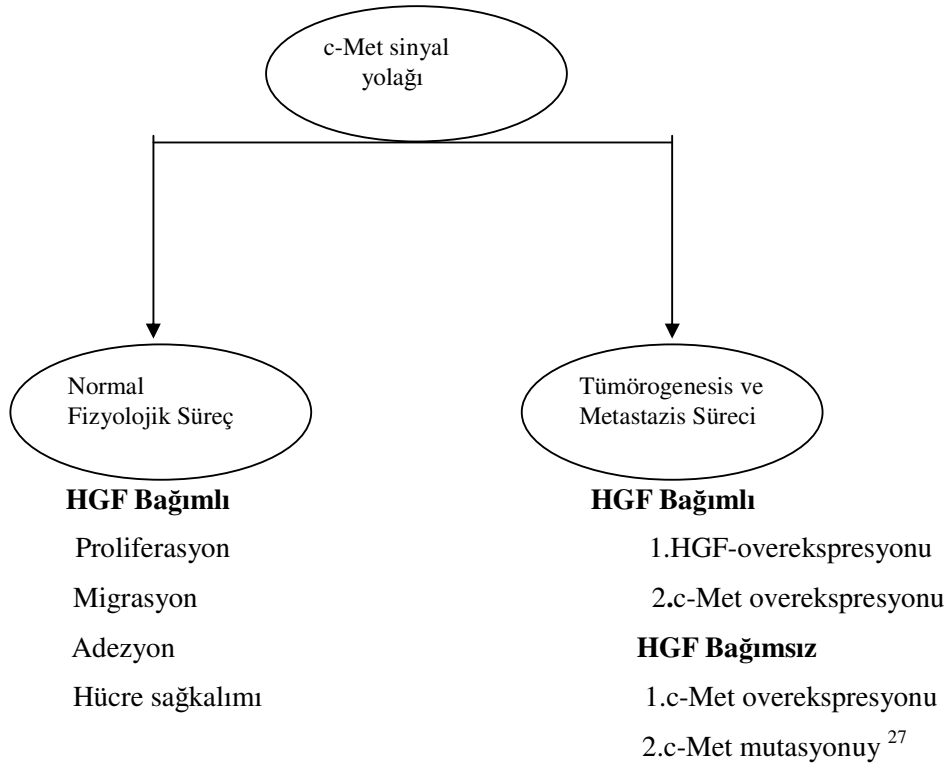 c-Met sinyal
yolağı
Normal
Fizyolojik Süreç
Tümörogenesis ve
Metastazis Süreci
HGF Bağımlı
Proliferasyon
Migrasyon
Adezyon
Hücre sağkalımı
HGF Bağımlı
1.HGF-overekspresyonu
2.c-Met overekspresyonu
HGF Bağımsız
1.c-Met overekspresyonu
2.c-Met mutasyonuy 27